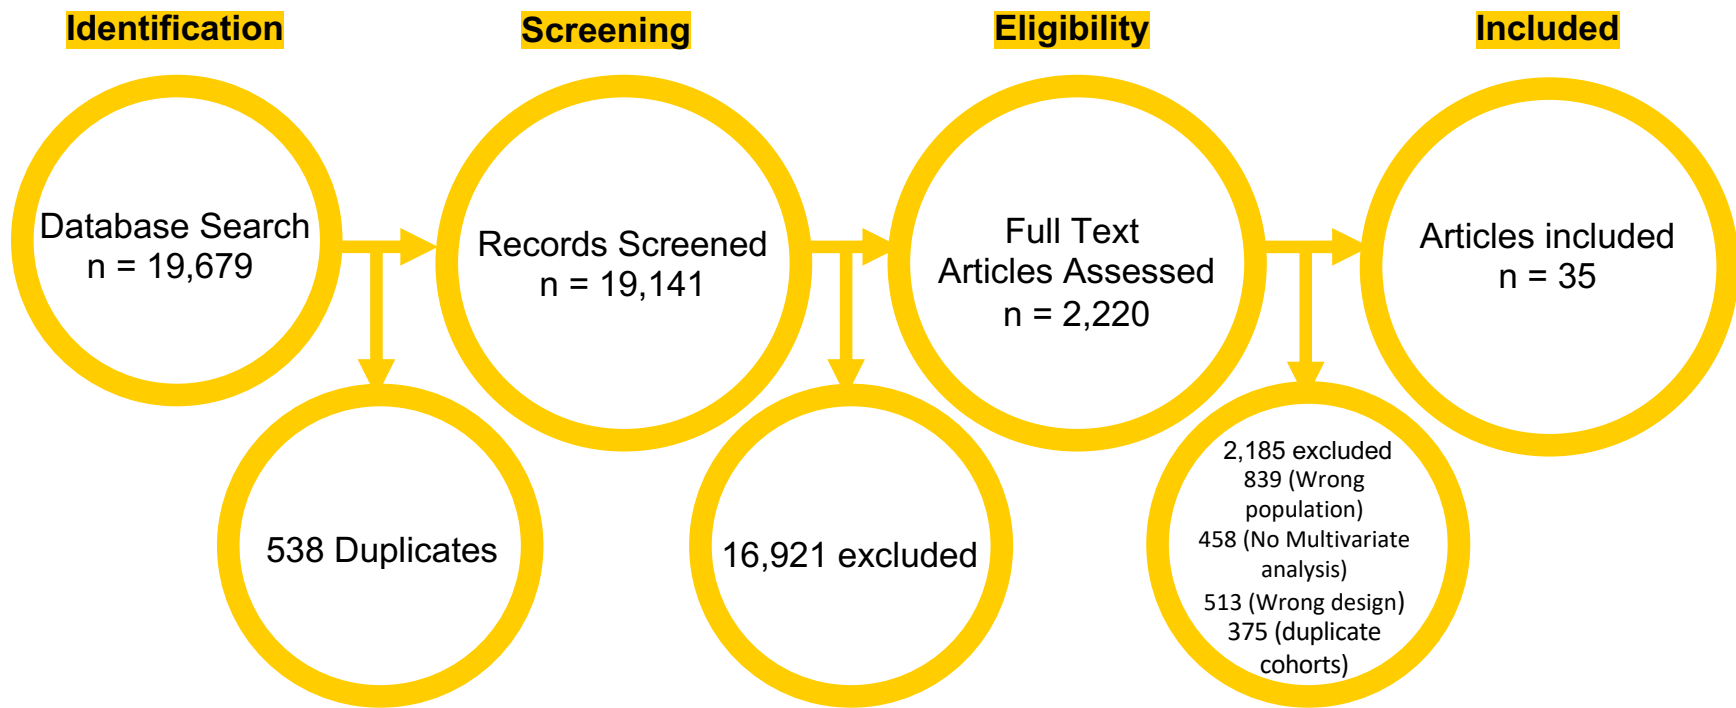 Identification
Screening
Eligibility
Included
Database Search
n = 19,679
Records Screened
n = 19,141
Full Text
Articles Assessed
n = 2,220
Articles included
n = 35
538 Duplicates
16,921 excluded
2,185 excluded
839 (Wrong
population)
458 (No Multivariate
analysis)
513 (Wrong design)
375 (duplicate
cohorts)